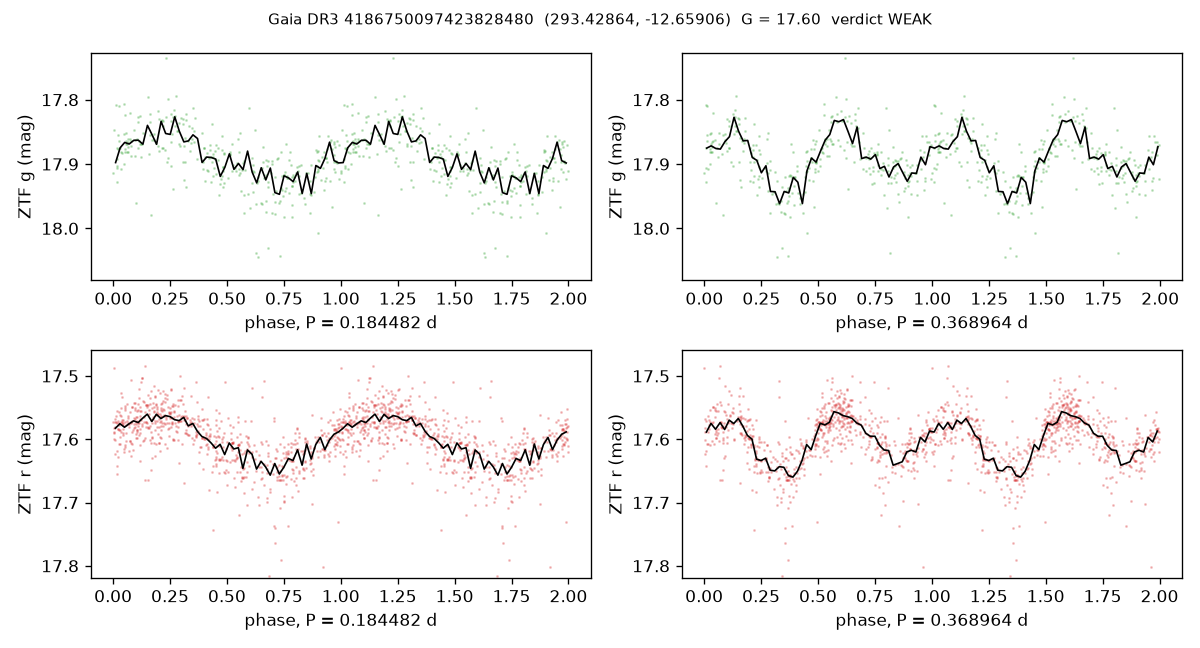 Gaia DR3 4186750097423828480 (293.42864, -12.65906) G = 17.60 verdict WEAK
ZTF g (mag)
17.8
17.9
18.0
0.00 0.25 0.50 0.75 1.00 1.25 1.50 1.75 2.00
phase, P = 0.184482 d
ZTF g (mag)
17.8
17.9
18.0
0.00 0.25 0.50 0.75 1.00 1.25 1.50 1.75 2.00
phase, P = 0.368964 d
ZTF r (mag)
17.5
17.6
17.7
17.8
0.00 0.25 0.50 0.75 1.00 1.25 1.50 1.75 2.00
phase, P = 0.184482 d
ZTF r (mag)
17.5
17.6
17.7
17.8
0.00 0.25 0.50 0.75 1.00 1.25 1.50 1.75 2.00
phase, P = 0.368964 d